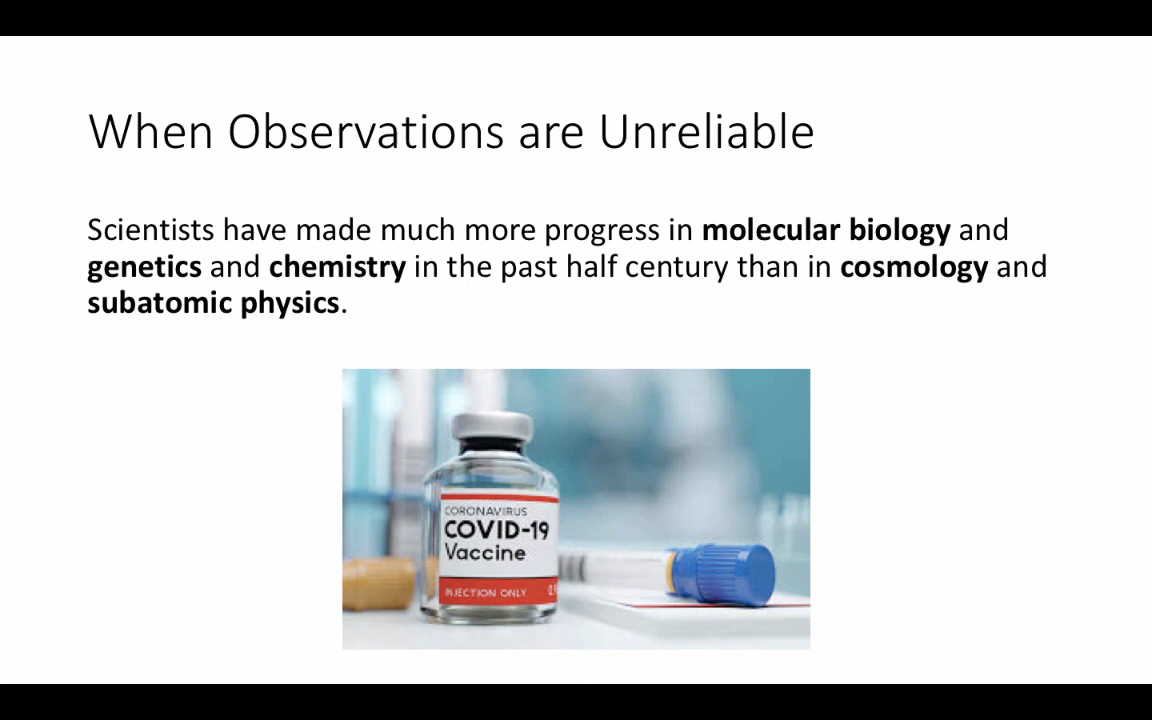 When Observations are Unreliable
Scientists have made much more progress in molecular biology and
genetics and chemistry in the past half century than in cosmology and
subatomic physics.
CORONAVIRUS
COVID-19
Vaccine
INJECTION ONLY